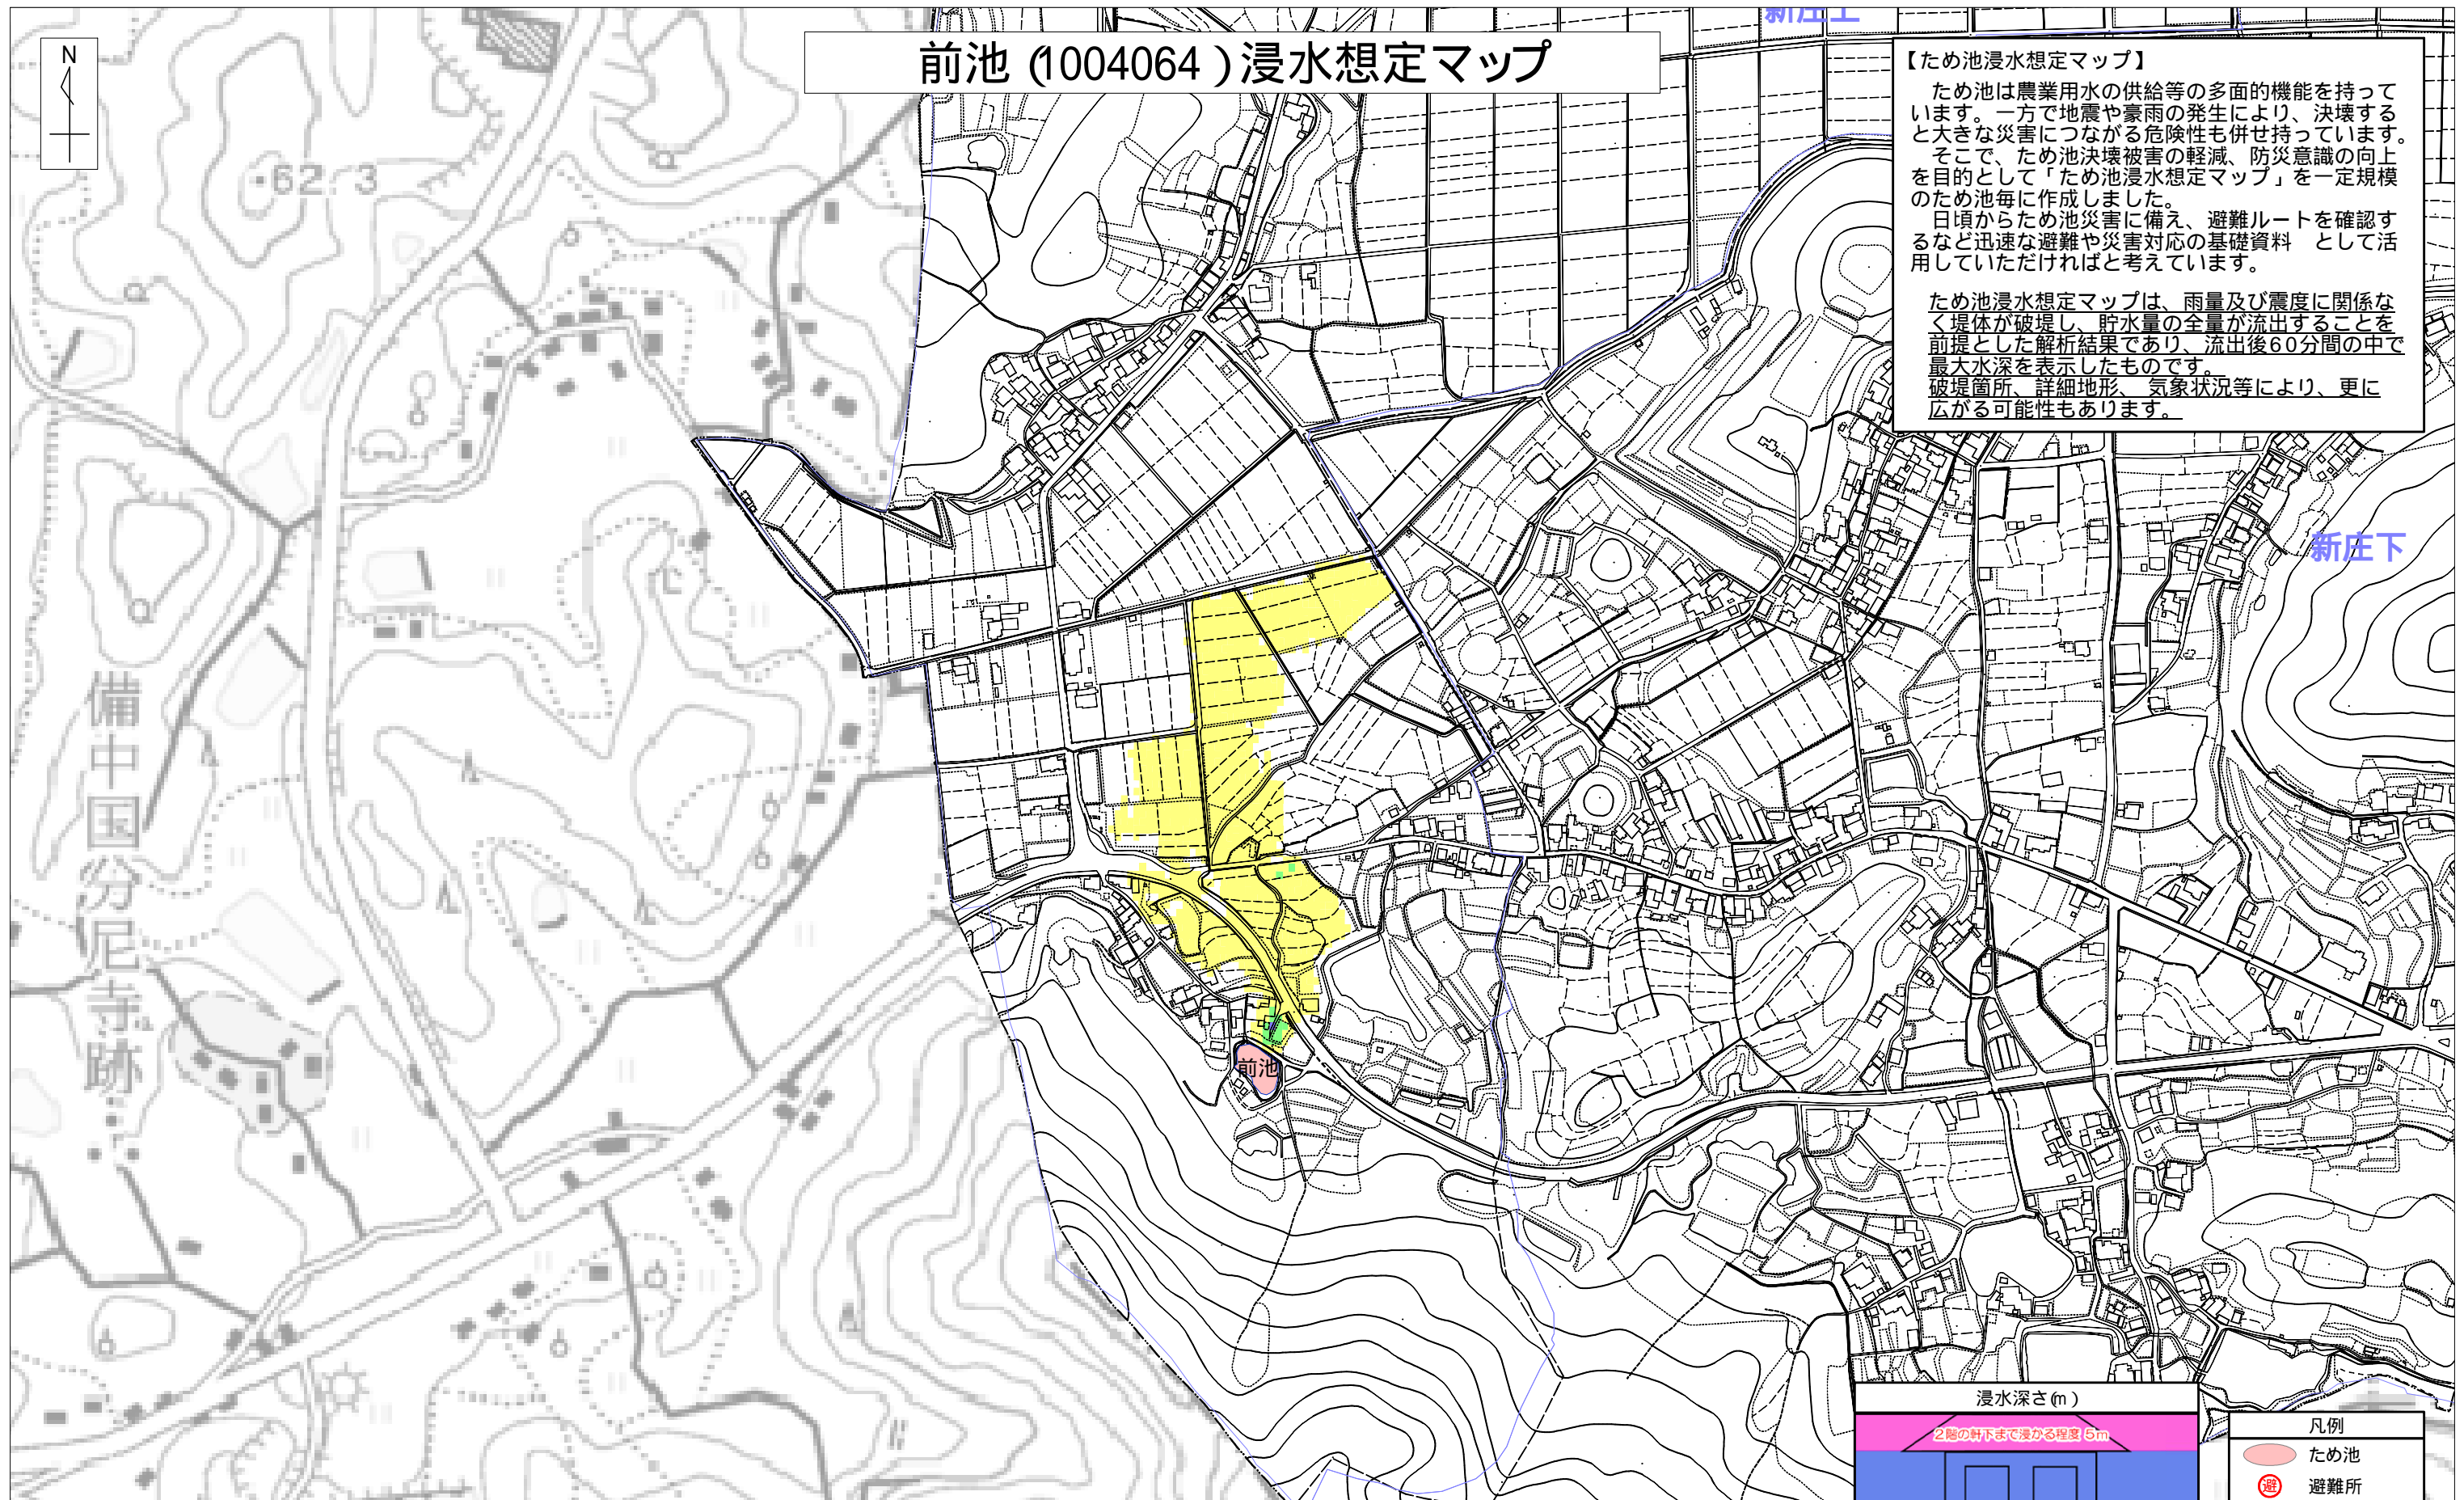 新庄上
N
前池(1004064)浸水想定マップ
【ため池浸水想定マップ】
ため池は農業用水の供給等の多面的機能を持って
います。一方で地震や豪雨の発生により、決壊する
と大きな災害につながる危険性も併せ持っています。
そこで、ため池決壊被害の軽減、防災意識の向上
を目的として「ため池浸水想定マップ」を一定規模
のため池毎に作成しました。
日頃からため池災害に備え、避難ルートを確認す
るなど迅速な避難や災害対応の基礎資料 として活
用していただければと考えています。
ため池浸水想定マップは、雨量及び震度に関係な
く堤体が破堤し、貯水量の全量が流出することを
前提とした解析結果であり、流出後60分間の中で
最大水深を表示したものです。
破堤箇所、詳細地形、 気象状況等により、更に
広がる可能性もあります。
・62.3
新庄下
備中国分尼寺跡
前池
浸水深さ(m)
2階の軒下まで浸かる程度 5m
凡例
ため池
避 避難所